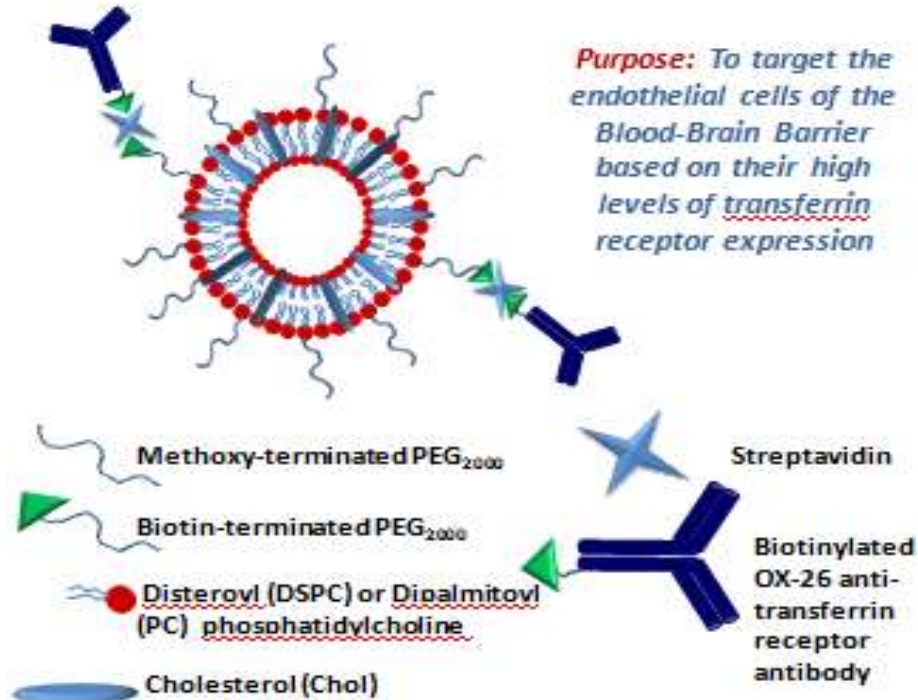 Purpose: To target the
endothelial cells of the
Blood-Brain Barrier
based on their high
levels of transferrin
receptor expression
Methoxy-terminated PEG2000
Biotin-terminated PEG2000
Disteroyl (DSPC) or Dipalmitoyl
(PC) phosphatidylcholine
Cholesterol (Chol)
Streptavidin
Biotinylated
OX-26 anti-
transferrin
receptor
antibody